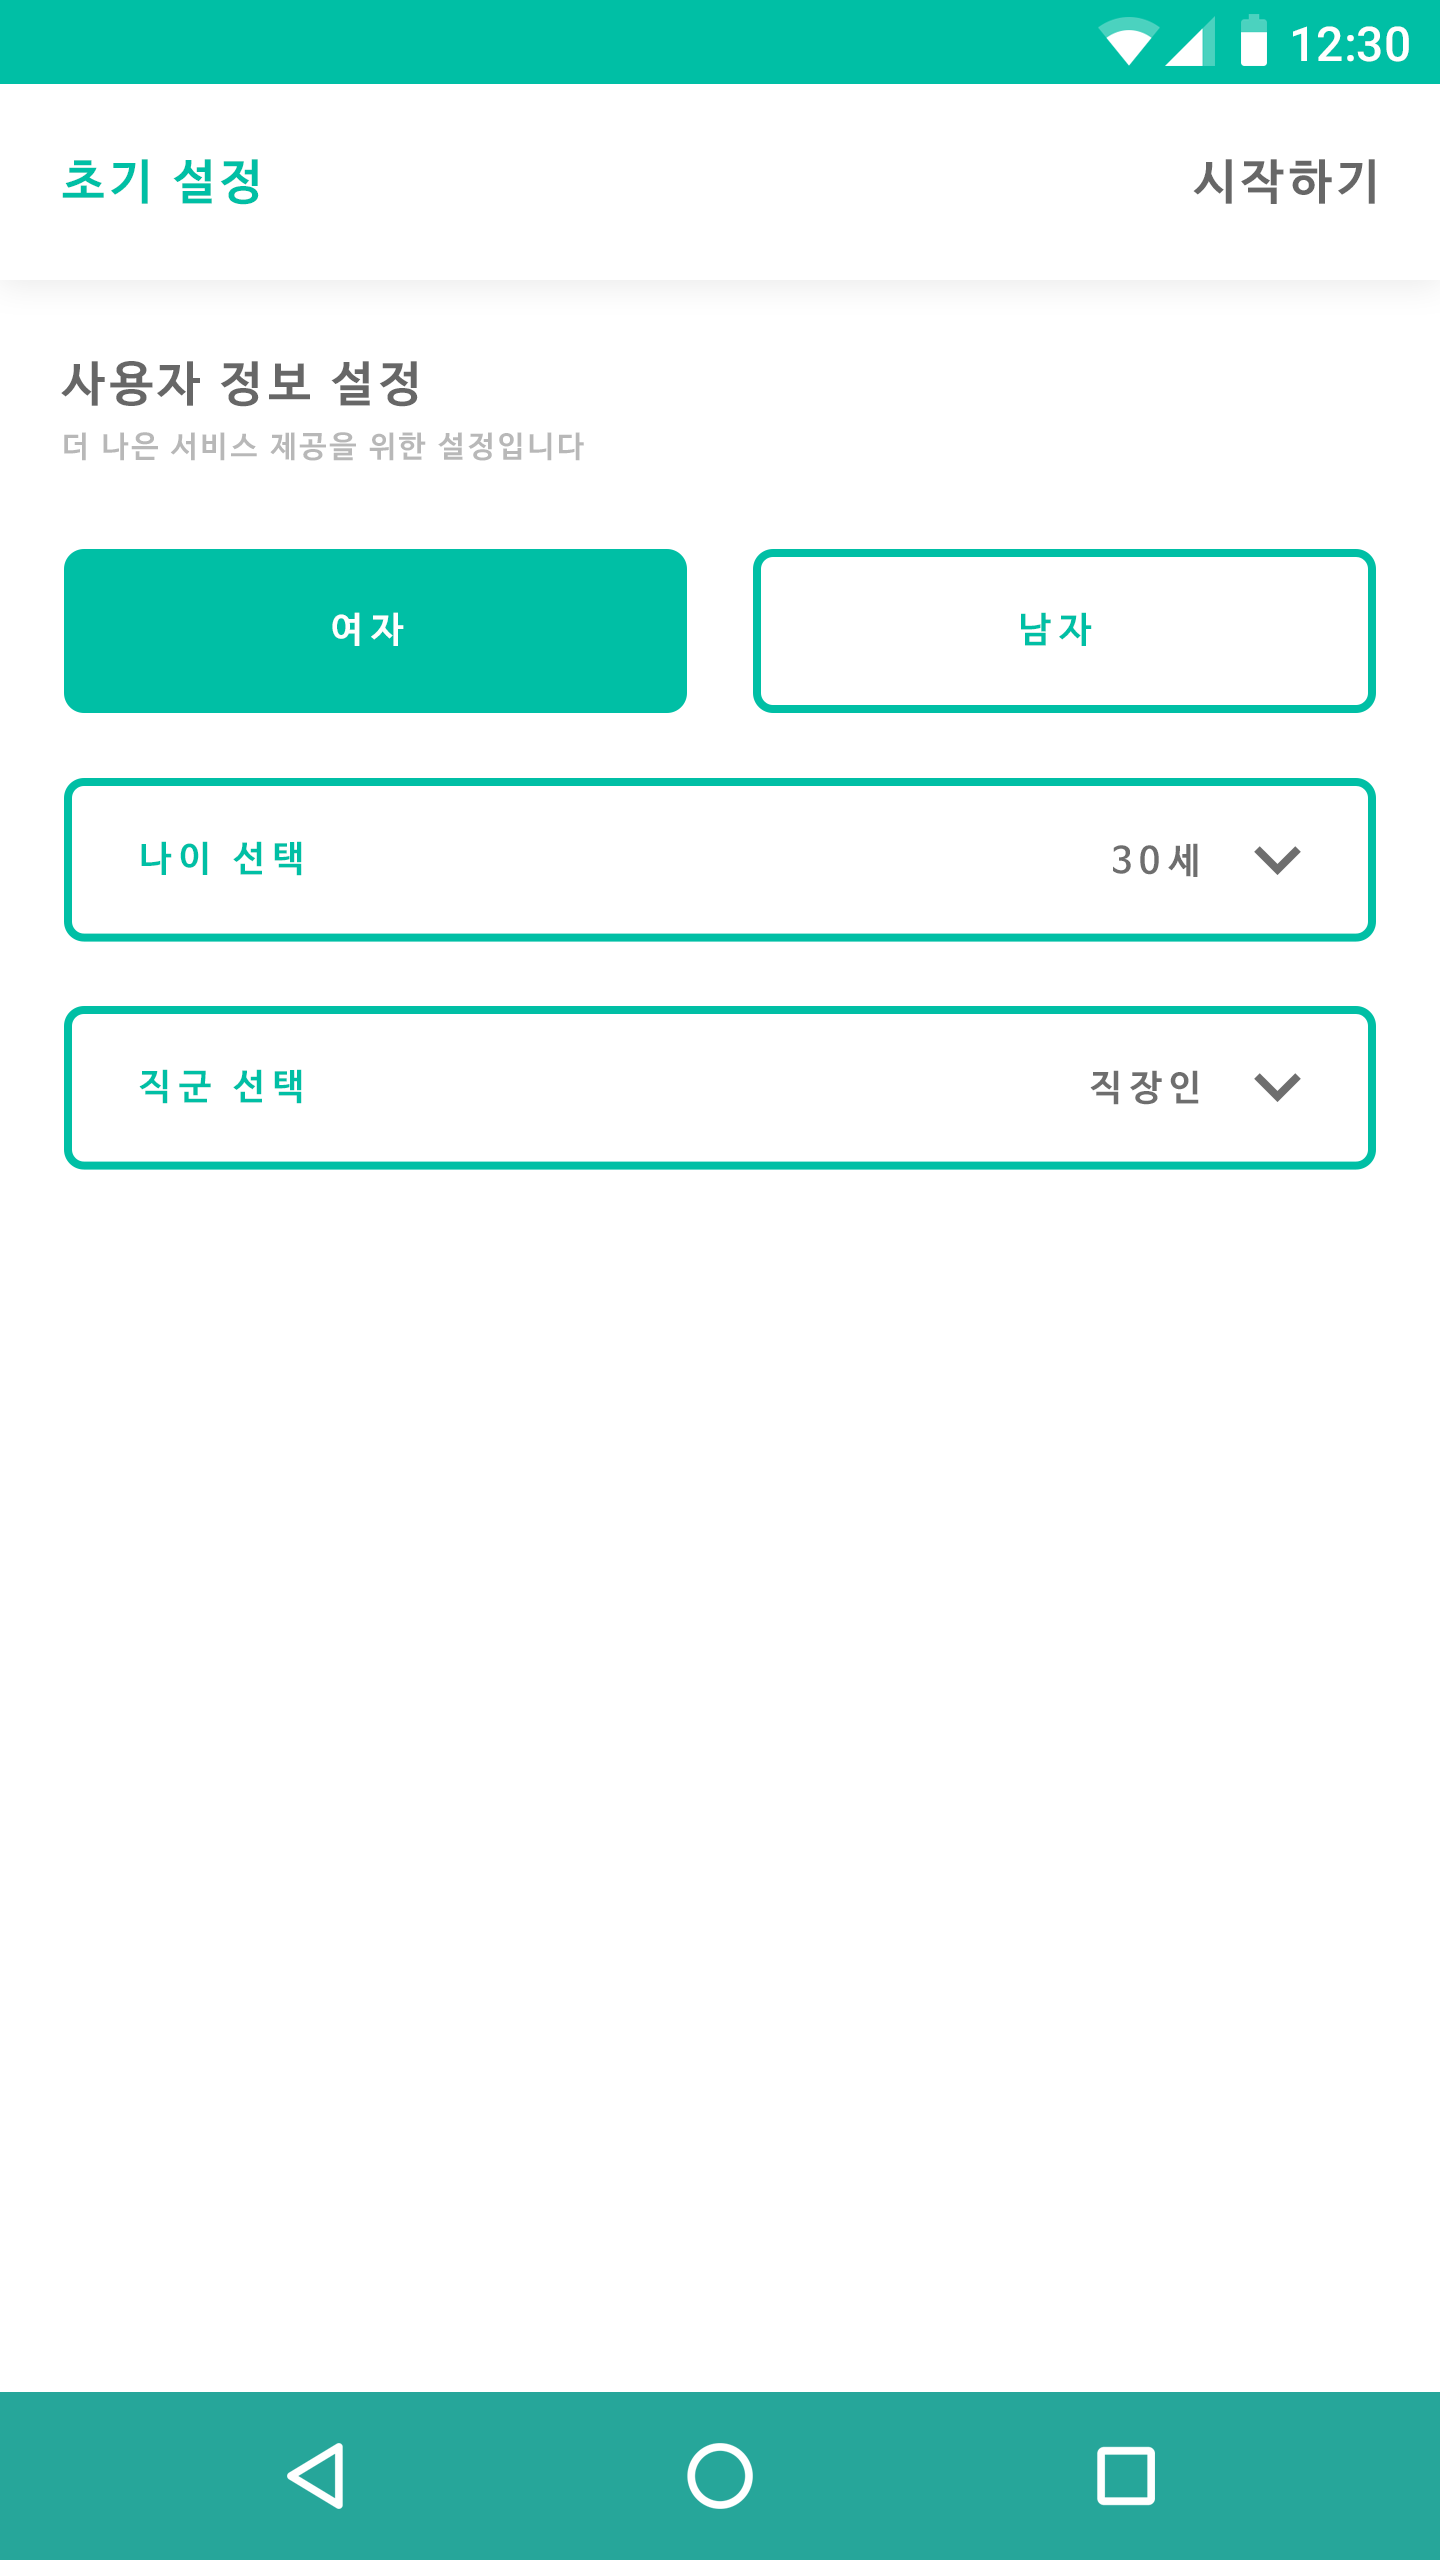 12:30
초기 설정
시작하기
사용자 정보 설정
더 나은 서비스 제공을 위한 설정입니다
여자
남자
나이 선택
30세
직군 선택
직장인